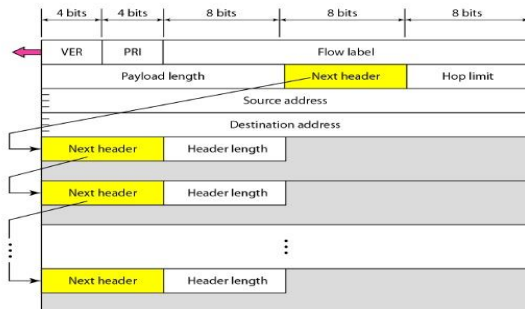 4 bits 4 bits 8 bits 8 bits 8 bits
VER PRI Flow label
Payload length Next header Hop limit
Source address
Destination address
Next header Header length
Next header Header length
Next header Header length